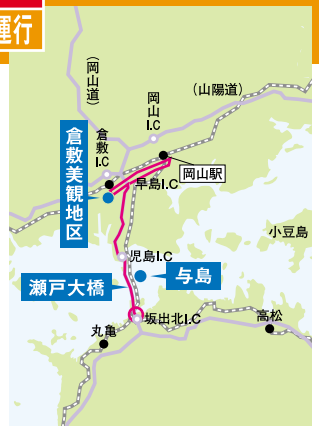 運行
(岡山道)
岡山
I.C
(山陽道)
倉敷
I.C
倉敷美観地区
岡山駅
早島I.C
小豆島
児島I.C
与島
瀬戸大橋
坂出北I.C
高松
丸亀